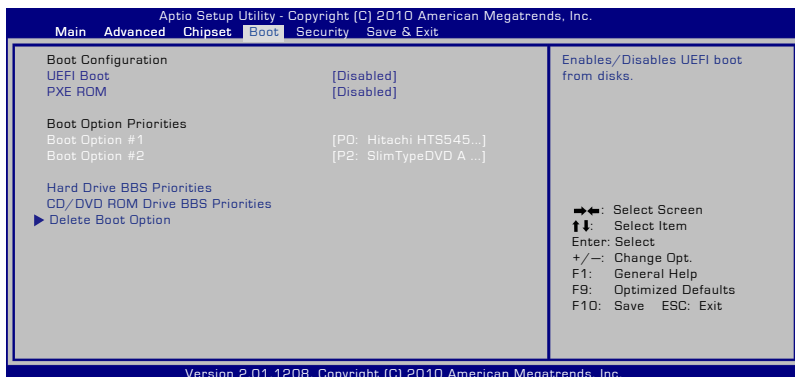 Aptio Setup Utility - Copyright (C) 2010 American Megatrends, Inc.
Main Advanced Chipset Boot Security Save & Exit
Boot Configuration
UEFI Boot [Disabled]
PXE ROM [Disabled]
Boot Option Priorities
Boot Option #1 [P0: Hitachi HTS545...]
Boot Option #2 [P2: SlimTypeDVD A ...]
Hard Drive BBS Priorities
CD/DVD ROM Drive BBS Priorities
▶ Delete Boot Option
Enables/Disables UEFI boot
from disks.
→←: Select Screen
↑↓: Select Item
Enter: Select
+/—: Change Opt.
F1: General Help
F9: Optimized Defaults
F10: Save ESC: Exit
Version 2.01.1208. Copyright (C) 2010 American Megatrends, Inc.